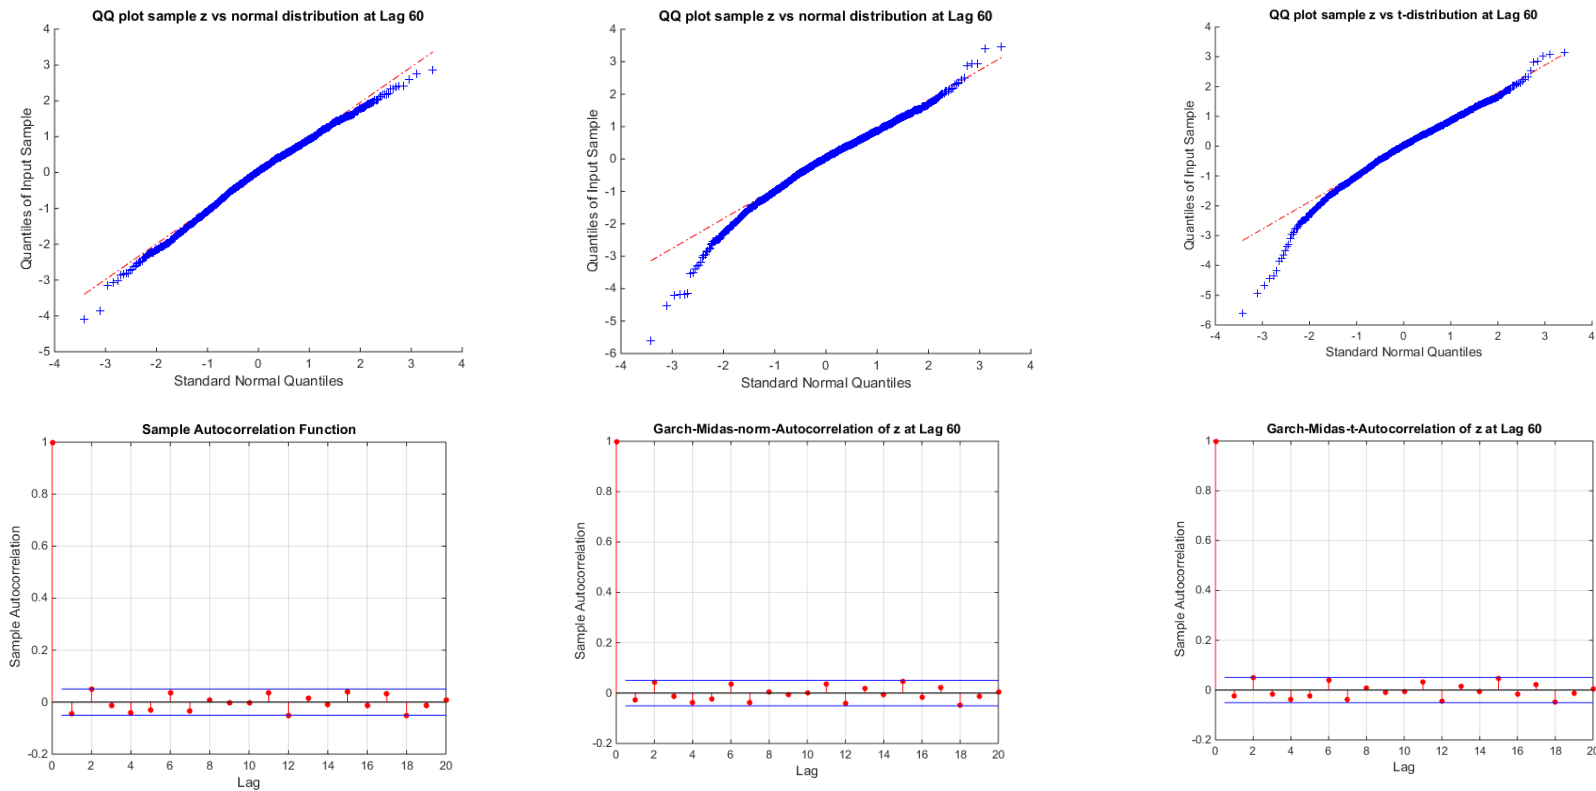 QQ plot sample z vs normal distribution at Lag 60
Quantiles of Input Sample
4
3
2
1
0
-1
-2
-3
-4
-5
-4 -3 -2 -1 0 1 2 3 4
Standard Normal Quantiles
QQ plot sample z vs normal distribution at Lag 60
Quantiles of Input Sample
4
3
2
1
0
-1
-2
-3
-4
-5
-6
-4 -3 -2 -1 0 1 2 3 4
Standard Normal Quantiles
QQ plot sample z vs t-distribution at Lag 60
Quantiles of Input Sample
4
3
2
1
0
-1
-2
-3
-4
-5
-6
-4 -3 -2 -1 0 1 2 3 4
Standard Normal Quantiles
Sample Autocorrelation Function
Sample Autocorrelation
1
0.8
0.6
0.4
0.2
0
-0.2
0 2 4 6 8 10 12 14 16 18 20
Lag
Garch-Midas-norm-Autocorrelation of z at Lag 60
Sample Autocorrelation
1
0.8
0.6
0.4
0.2
0
-0.2
0 2 4 6 8 10 12 14 16 18 20
Lag
Garch-Midas-t-Autocorrelation of z at Lag 60
Sample Autocorrelation
1
0.8
0.6
0.4
0.2
0
-0.2
0 2 4 6 8 10 12 14 16 18 20
Lag